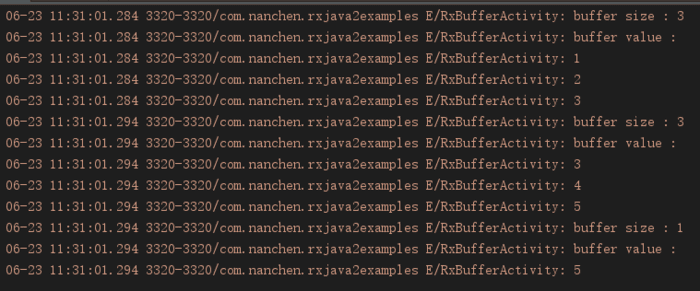 06-23 11:31:01.284 3320-3320/com.nanchen.rxjava2examples E/RxBufferActivity: buffer size : 3
06-23 11:31:01.284 3320-3320/com.nanchen.rxjava2examples E/RxBufferActivity: buffer value :
06-23 11:31:01.284 3320-3320/com.nanchen.rxjava2examples E/RxBufferActivity: 1
06-23 11:31:01.284 3320-3320/com.nanchen.rxjava2examples E/RxBufferActivity: 2
06-23 11:31:01.284 3320-3320/com.nanchen.rxjava2examples E/RxBufferActivity: 3
06-23 11:31:01.294 3320-3320/com.nanchen.rxjava2examples E/RxBufferActivity: buffer size : 3
06-23 11:31:01.294 3320-3320/com.nanchen.rxjava2examples E/RxBufferActivity: buffer value :
06-23 11:31:01.294 3320-3320/com.nanchen.rxjava2examples E/RxBufferActivity: 3
06-23 11:31:01.294 3320-3320/com.nanchen.rxjava2examples E/RxBufferActivity: 4
06-23 11:31:01.294 3320-3320/com.nanchen.rxjava2examples E/RxBufferActivity: 5
06-23 11:31:01.294 3320-3320/com.nanchen.rxjava2examples E/RxBufferActivity: buffer size : 1
06-23 11:31:01.294 3320-3320/com.nanchen.rxjava2examples E/RxBufferActivity: buffer value :
06-23 11:31:01.294 3320-3320/com.nanchen.rxjava2examples E/RxBufferActivity: 5